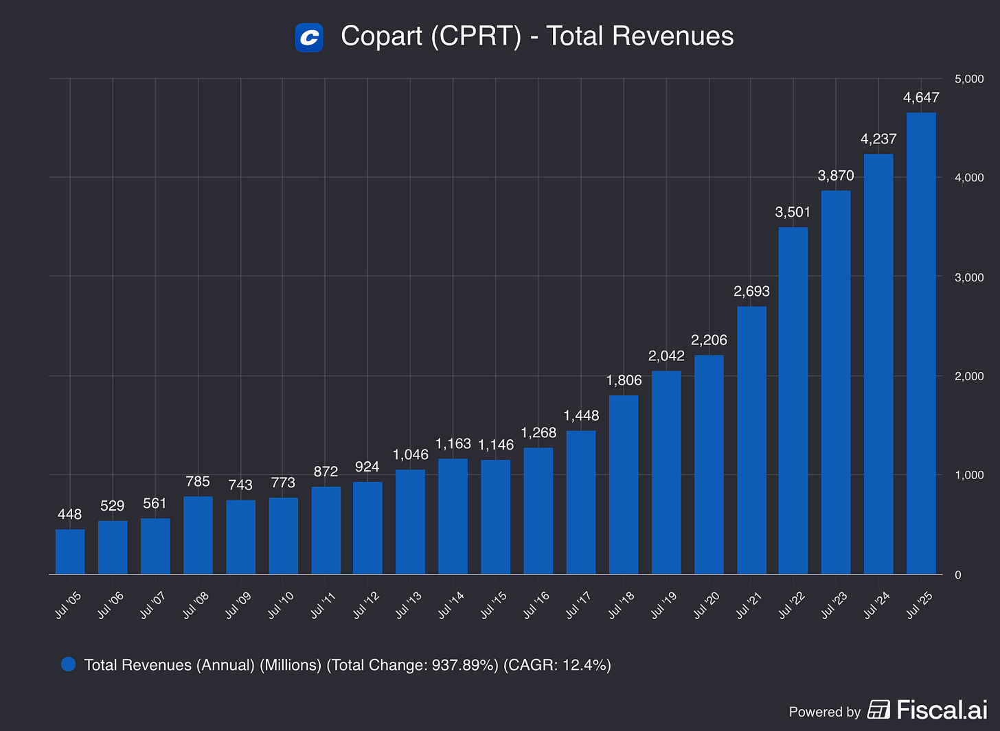 C Copart (CPRT) - Total Revenues
5,000
4,000
3,000
2,000
1,000
0
448
529
561
785
743
773
872
924
1,046
1,163
1,146
1,268
1,448
1,806
2,042
2,206
2,693
3,501
3,870
4,237
4,647
Jul '05
Jul '06
Jul '07
Jul '08
Jul '09
Jul '10
Jul '11
Jul '12
Jul '13
Jul '14
Jul '15
Jul '16
Jul '17
Jul '18
Jul '19
Jul '20
Jul '21
Jul '22
Jul '23
Jul '24
Jul '25
Total Revenues (Annual) (Millions) (Total Change: 937.89%) (CAGR: 12.4%)
Powered by Fiscal.ai